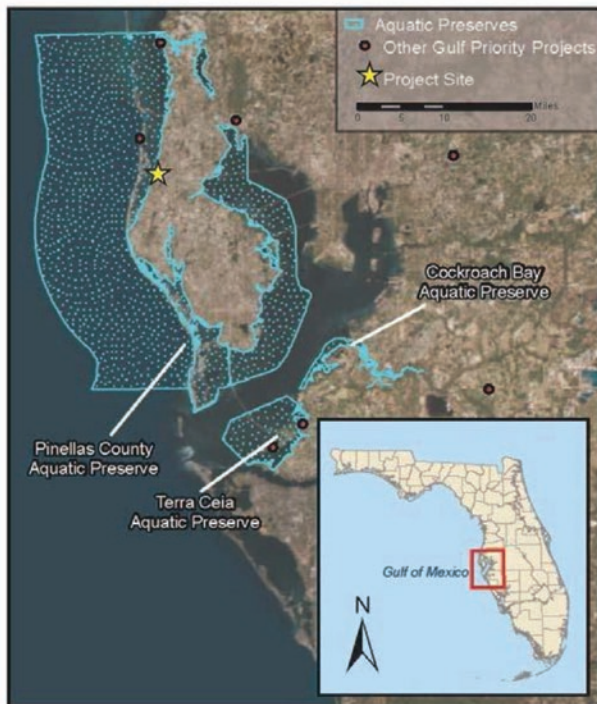 Aquatic Preserves
Other Gulf Priority Projects
Project Site
Miles
0
5
10
20
Cockroach Bay
Aquatic Preserve
Pinellas County
Aquatic Preserve
Terra Ceia
Aquatic Preserve
Gulf of Mexico
N